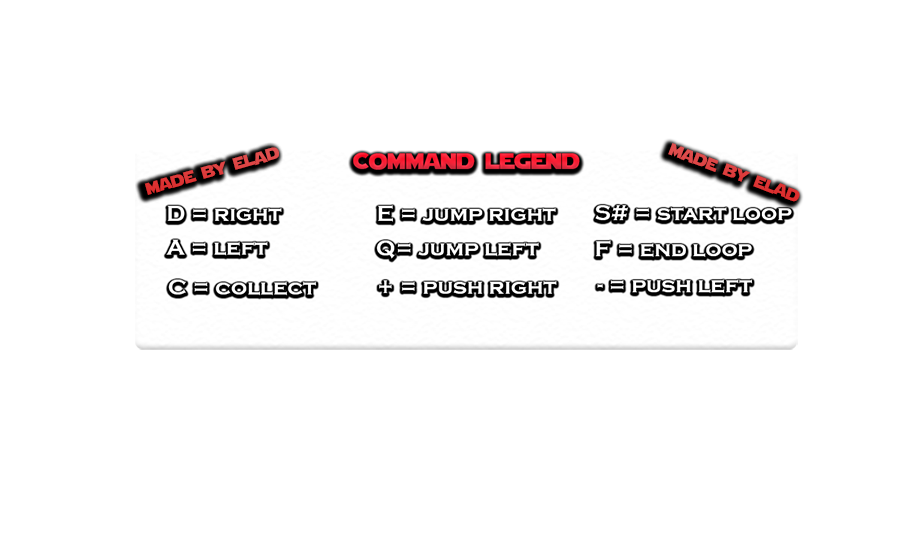 MADE BY ELAD
COMMAND LEGEND
MADE BY ELAD
D = RIGHT
E = JUMP RIGHT
S# = START LOOP
A = LEFT
Q= JUMP LEFT
F = END LOOP
C = COLLECT
+ = PUSH RIGHT
- = PUSH LEFT